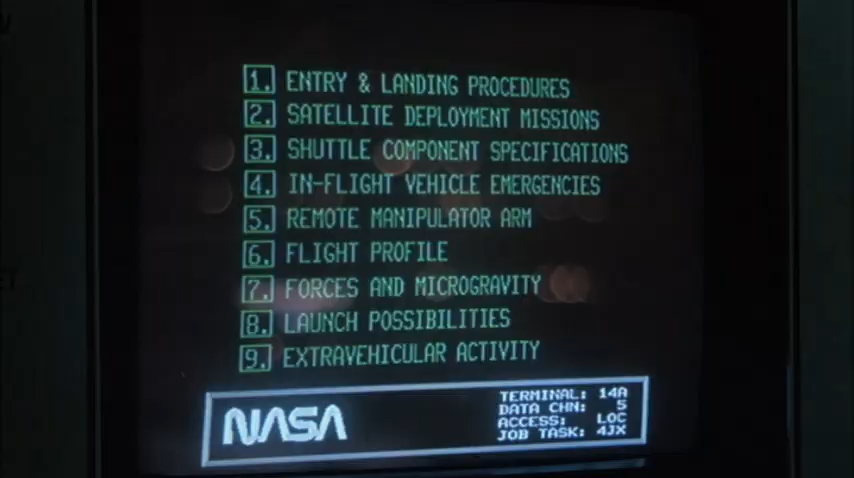 1. ENTRY & LANDING PROCEDURES
2. SATELLITE DEPLOYMENT MISSIONS
3. SHUTTLE COMPONENT SPECIFICATIONS
4. IN-FLIGHT VEHICLE EMERGENCIES
5. REMOTE MANIPULATOR ARM
6. FLIGHT PROFILE
7. FORCES AND MICROGRAVITY
8. LAUNCH POSSIBILITIES
9. EXTRAVEHICULAR ACTIVITY
NASA
TERMINAL: 14A
DATA CHN: 5
ACCESS: LOC
JOB TASK: 4JX